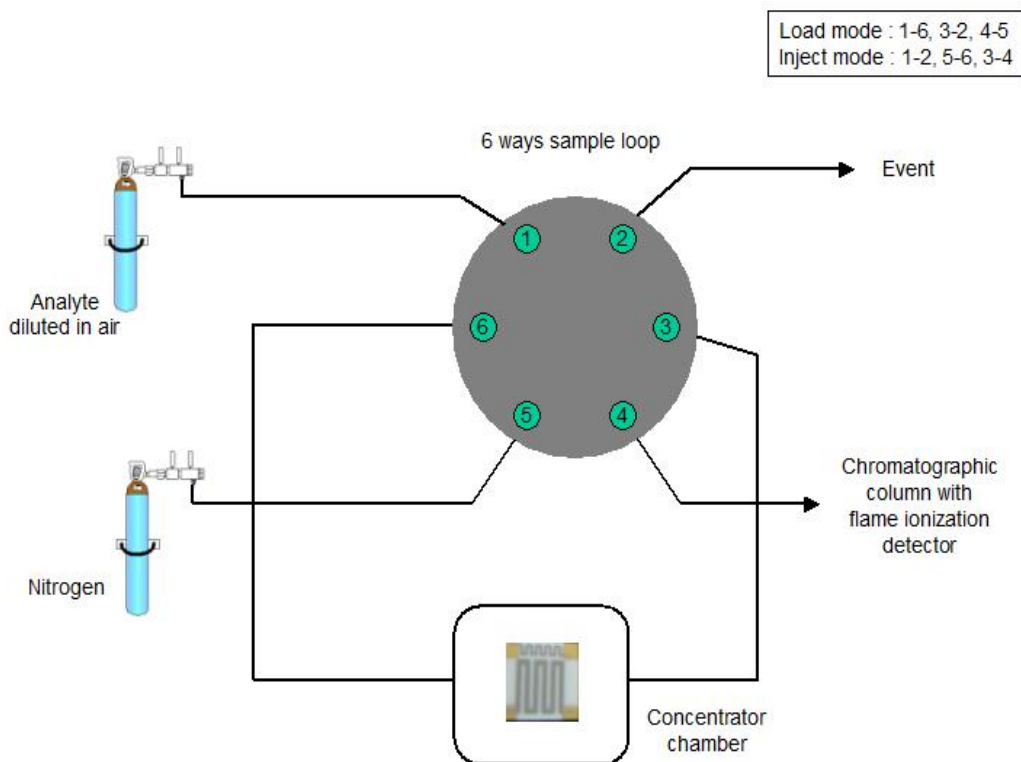 Load mode : 1-6, 3-2, 4-5
Inject mode : 1-2, 5-6, 3-4
6 ways sample loop
Event
1
2
Analyte
diluted in air
6
3
5
4
Chromatographic
column with
flame ionization
detector
Nitrogen
Concentrator
chamber